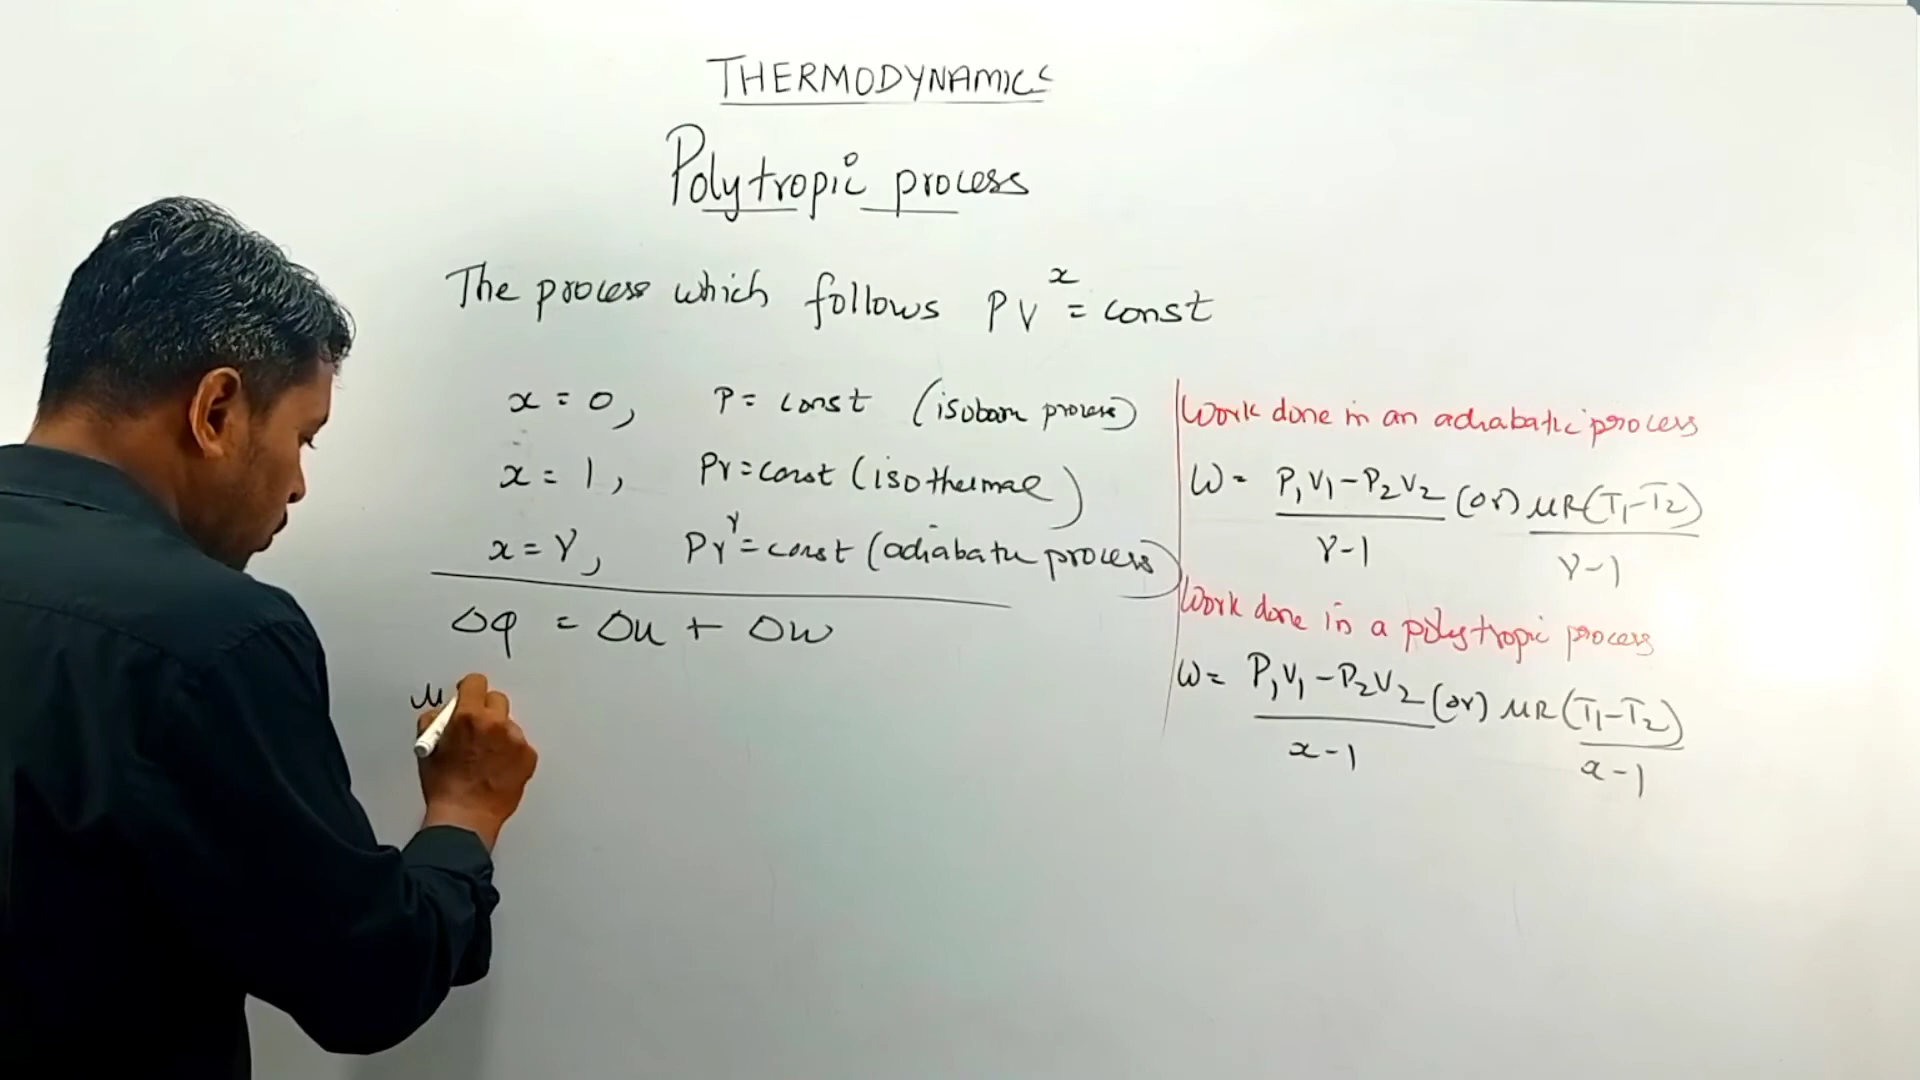 THERMODYNAMICS
Polytropic process
The process which follows PV^x = const
x = 0, P = const (isobaric process)
x = 1, PV = const (isothermal)
x = γ, PV^γ = const (adiabatic process)
ΔQ = Δu + Δw
μ
Work done in an adiabatic process
W = P₁V₁ - P₂V₂ / γ-1 (or) μR(T₁-T₂) / γ-1
Work done in a polytropic process
W = P₁V₁ - P₂V₂ / x-1 (or) μR(T₁-T₂) / x-1